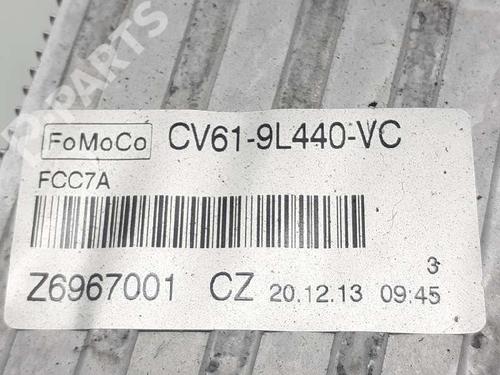 B-PARTS
FoMoCo CV61-9L440-VC
FCC7A
3
Z6967001 CZ 20.12.13 09:45